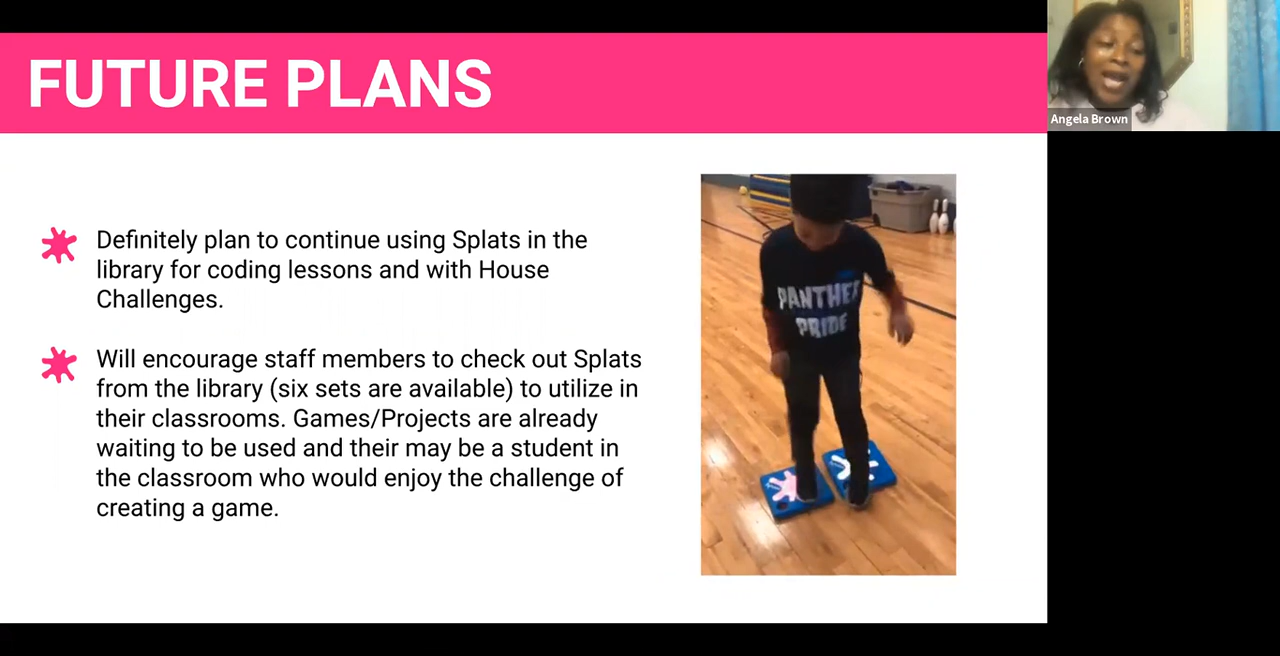 FUTURE PLANS
Angela Brown
Definitely plan to continue using Splats in the
library for coding lessons and with House
Challenges.
Will encourage staff members to check out Splats
from the library (six sets are available) to utilize in
their classrooms. Games/Projects are already
waiting to be used and their may be a student in
the classroom who would enjoy the challenge of
creating a game.
PANTHER
PRIDE